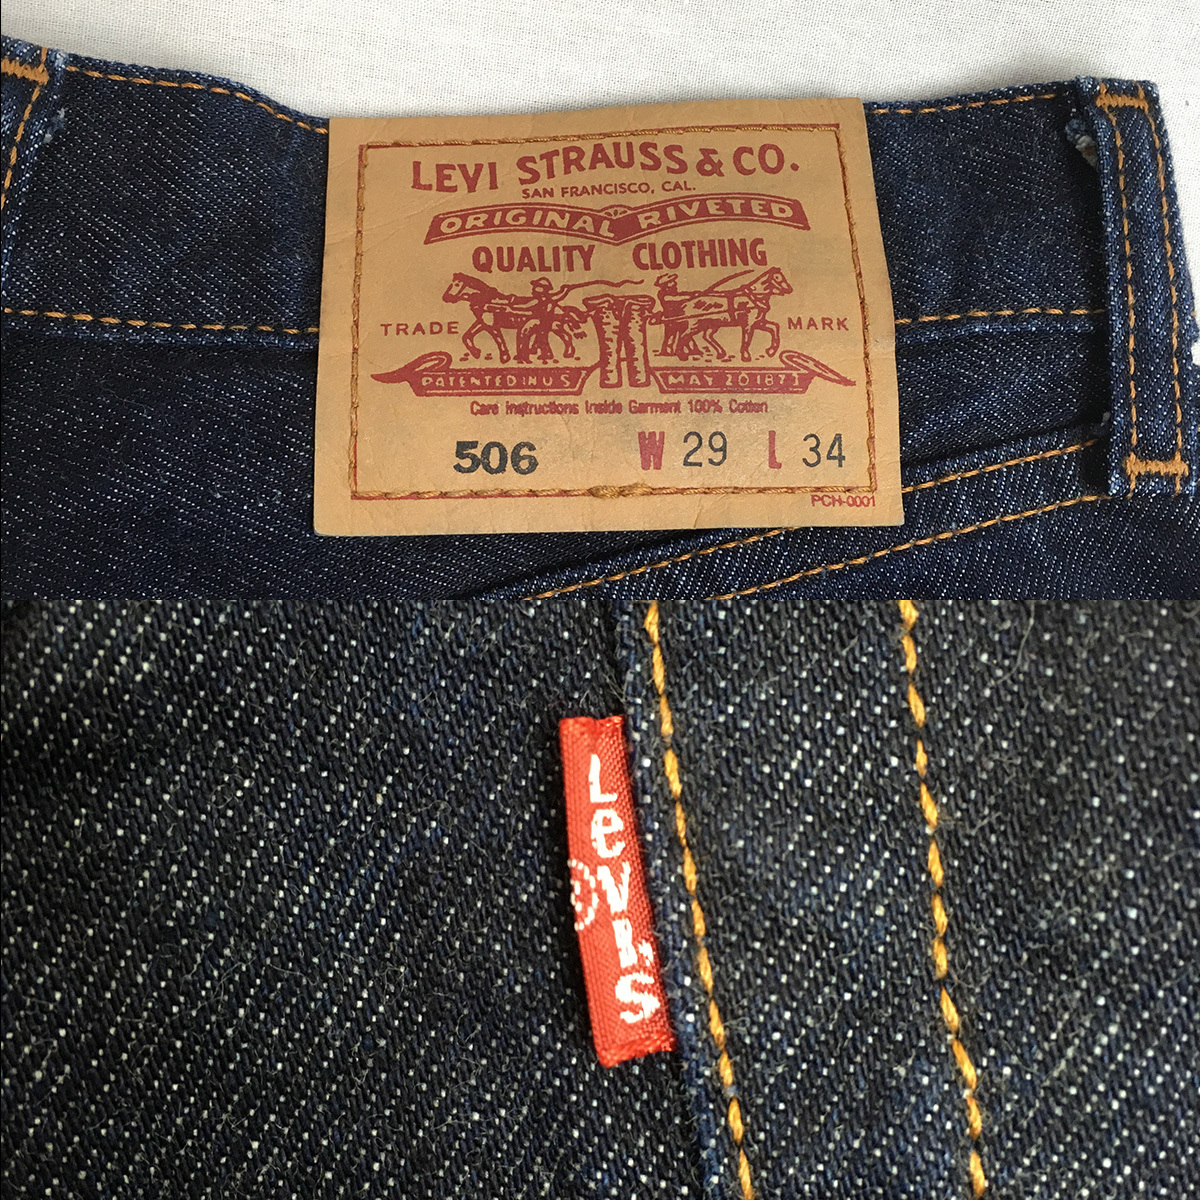 LEVI STRAUSS & CO.
SAN FRANCISCO, CAL.
ORIGINAL RIVETED
QUALITY CLOTHING
TRADE MARK
PATENTED IN U S MAY 20 1873
Care Instructions Inside Garment 100% Cotton
506 W 29 L 34
PCH-0001
LeVI'S
®